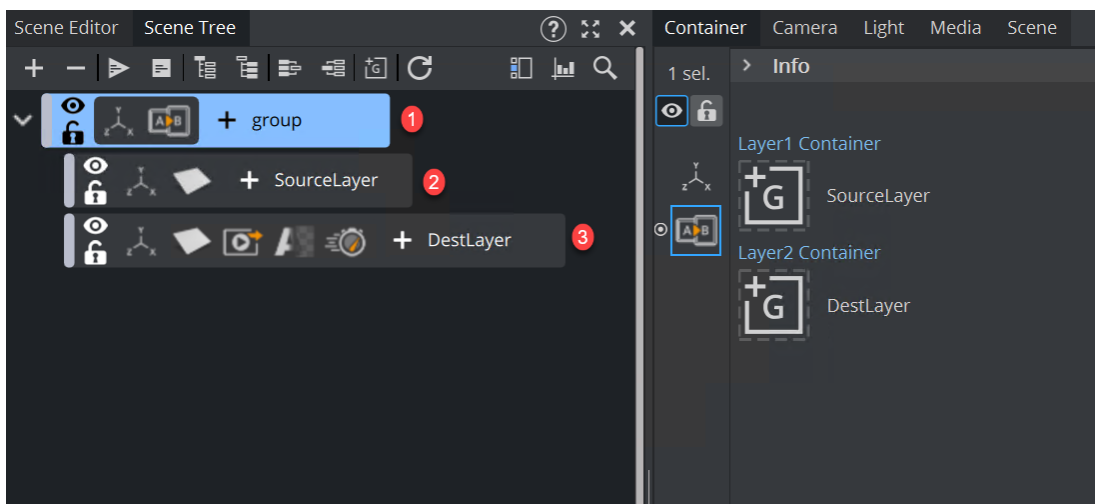 Scene Editor Scene Tree
Container Camera Light Media Scene
1 sel.
Info
group 1
SourceLayer 2
DestLayer 3
Layer1 Container
G SourceLayer
Layer2 Container
G DestLayer